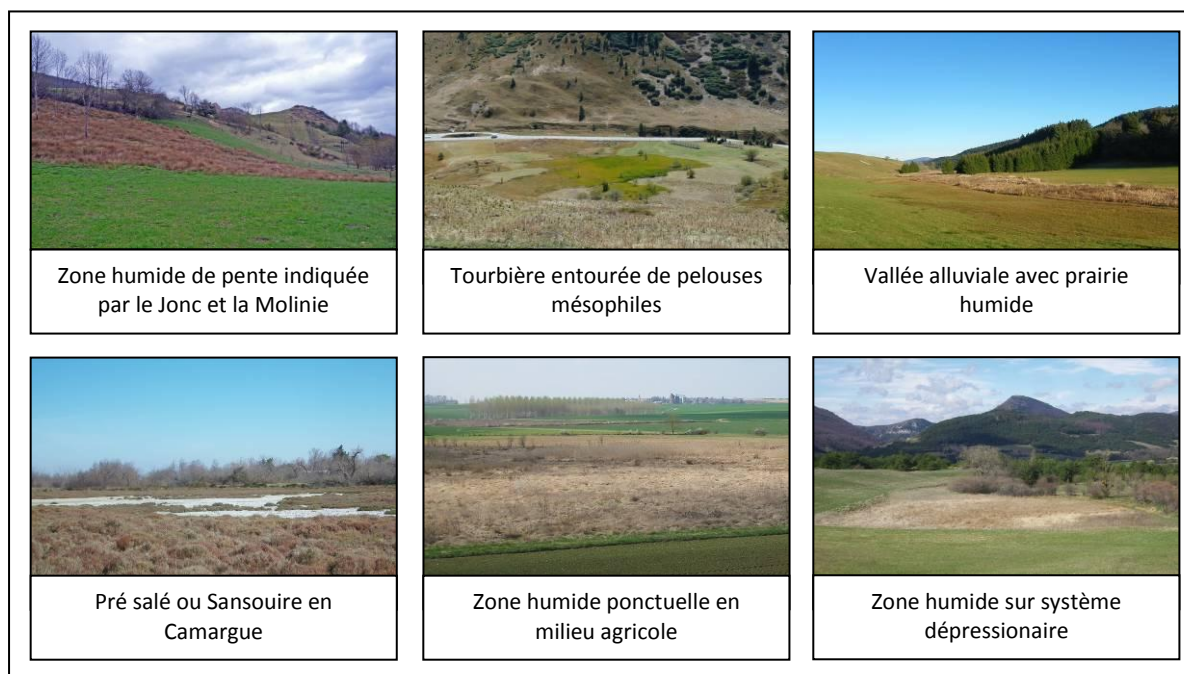 Zone humide de pente indiquée
par le Jonc et la Molinie
Tourbière entourée de pelouses
mésophiles
Vallée alluviale avec prairie
humide
Pré salé ou Sansouire en
Camargue
Zone humide ponctuelle en
milieu agricole
Zone humide sur système
dépressionaire